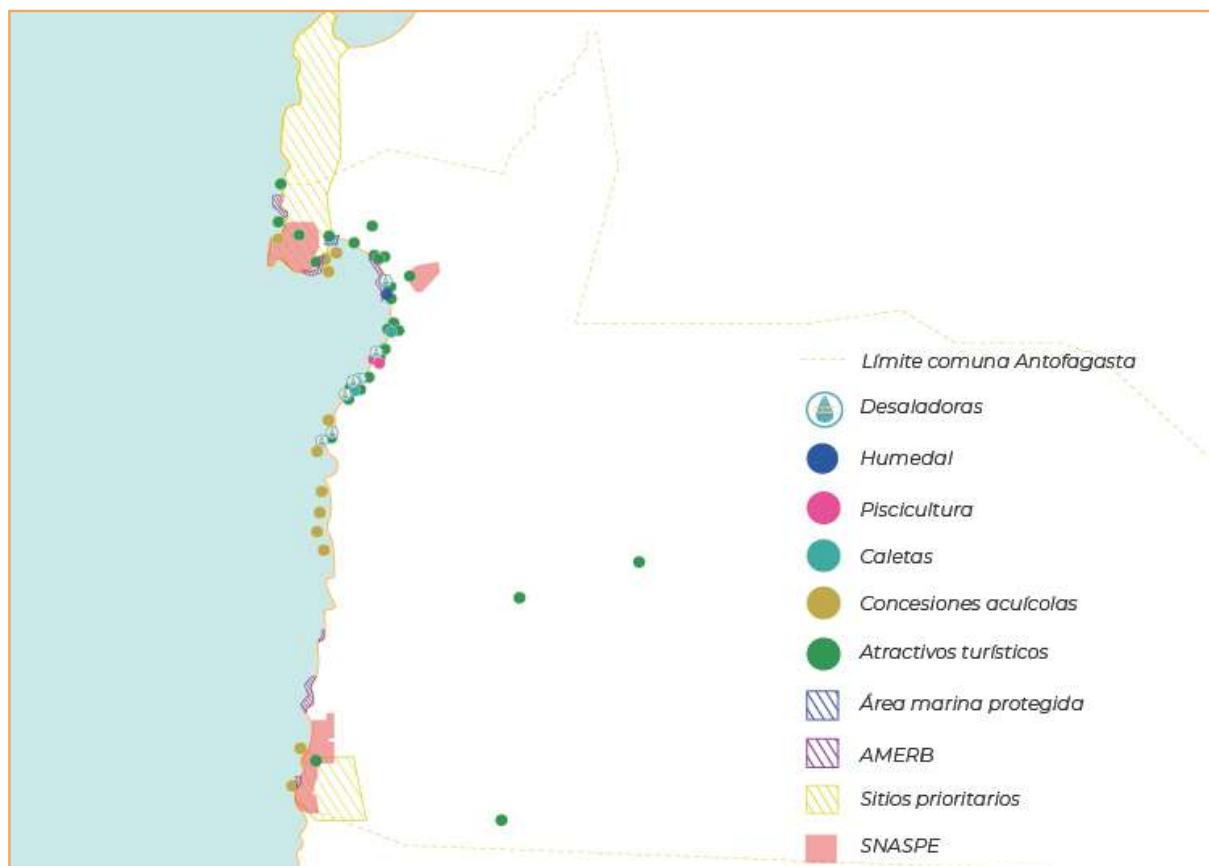 Límite comuna Antofagasta
Desaladoras
Humedal
Piscicultura
Caletas
Concesiones acuícolas
Atractivos turísticos
Área marina protegida
AMERB
Sitios prioritarios
SNASPE